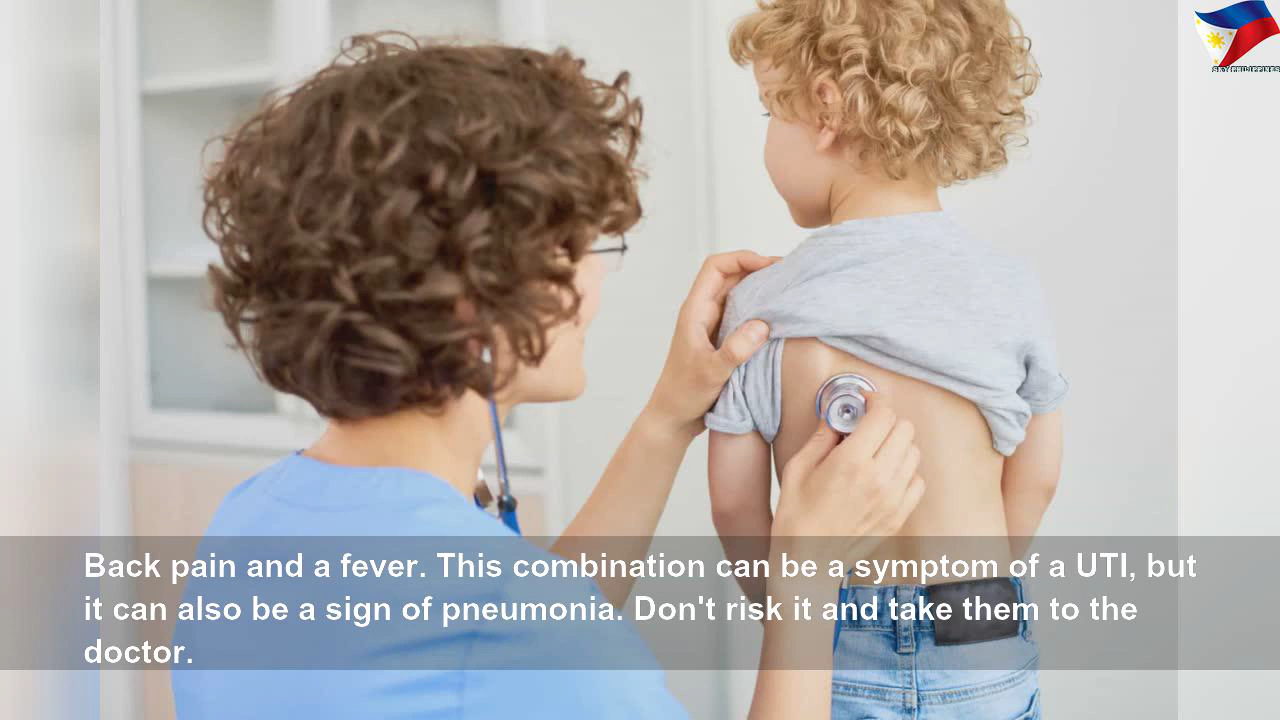 SKYPHILIPPINES
Back pain and a fever. This combination can be a symptom of a UTI, but
it can also be a sign of pneumonia. Don't risk it and take them to the
doctor.